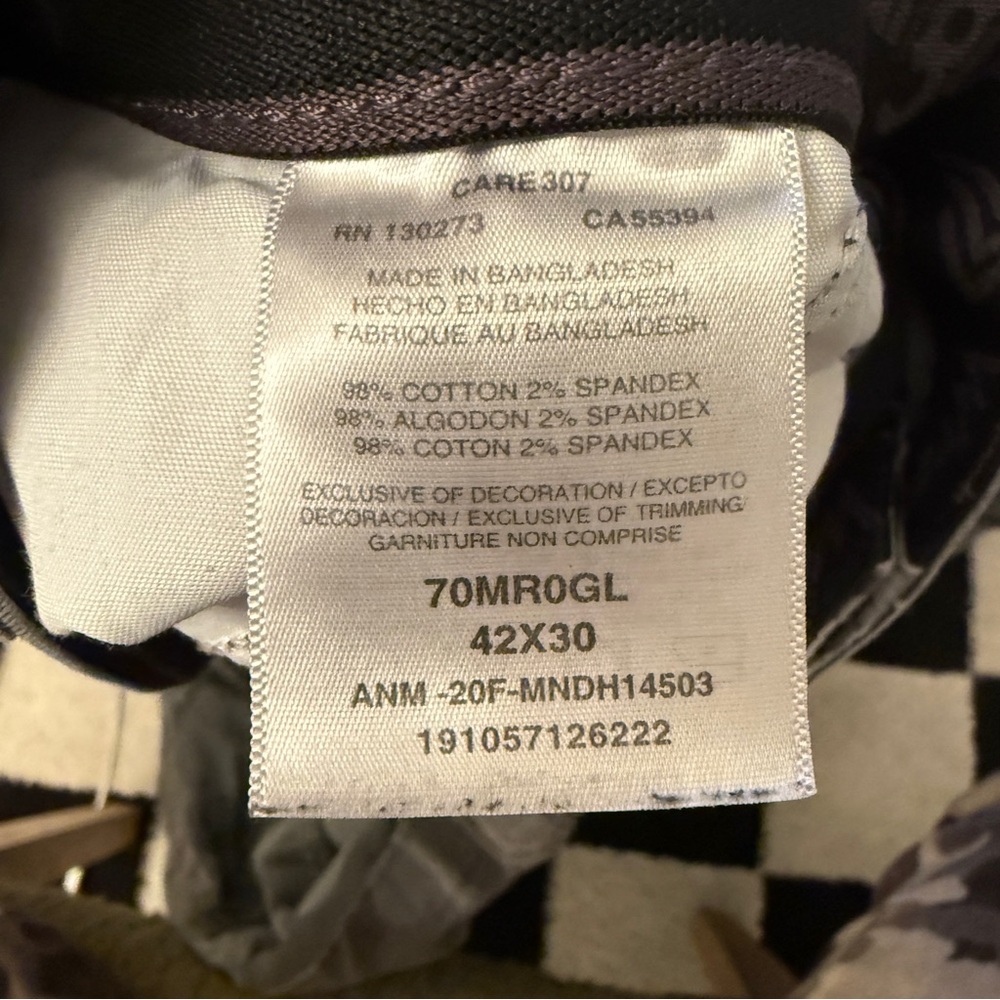 CARE 307
RN 130273 CA55394
MADE IN BANGLADESH
HECHO EN BANGLADESH
FABRIQUE AU BANGLADESH
98% COTTON 2% SPANDEX
98% ALGODON 2% SPANDEX
98% COTON 2% SPANDEX
EXCLUSIVE OF DECORATION / EXCEPTO
DECORACION / EXCLUSIVE OF TRIMMING/
GARNITURE NON COMPRISE
70MR0GL
42X30
ANM -20F-MNDH14503
191057126222